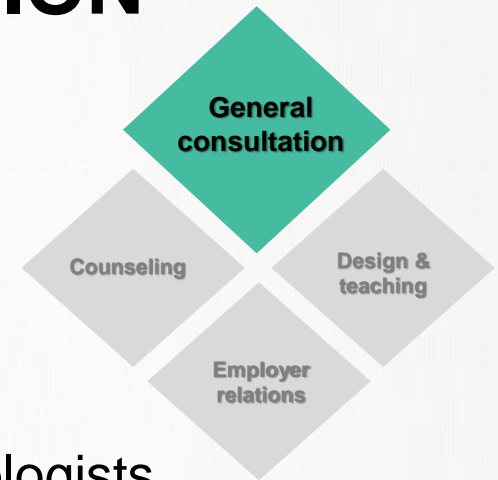 General
consultation
Counseling
Design &
teaching
Employer
relations